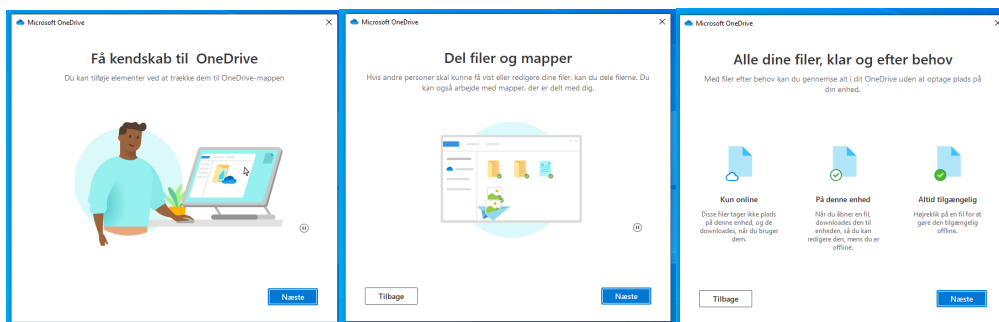 Microsoft OneDrive
Få kendskab til OneDrive
Du kan tilføje elementer ved at trække dem til OneDrive-mappen
Næste
Microsoft OneDrive
Del filer og mapper
Hvis andre personer skal kunne få vist eller redigere dine filer, kan du dele filerne. Du
kan også arbejde med mapper, der er delt med dig.
Tilbage
Næste
Microsoft OneDrive
Alle dine filer, klar og efter behov
Med filer efter behov kan du gennemse alt i dit OneDrive uden at optage plads på
din enhed.
Kun online
Disse filer tager ikke plads
på denne enhed, og de
downloades, når du bruger
dem.
På denne enhed
Når du åbner en fil,
downloades den til
enheden, så du kan
redigere den, mens du er
offline.
Altid tilgængelig
Højreklik på en fil for at
gøre den tilgængelig
offline.
Tilbage
Næste